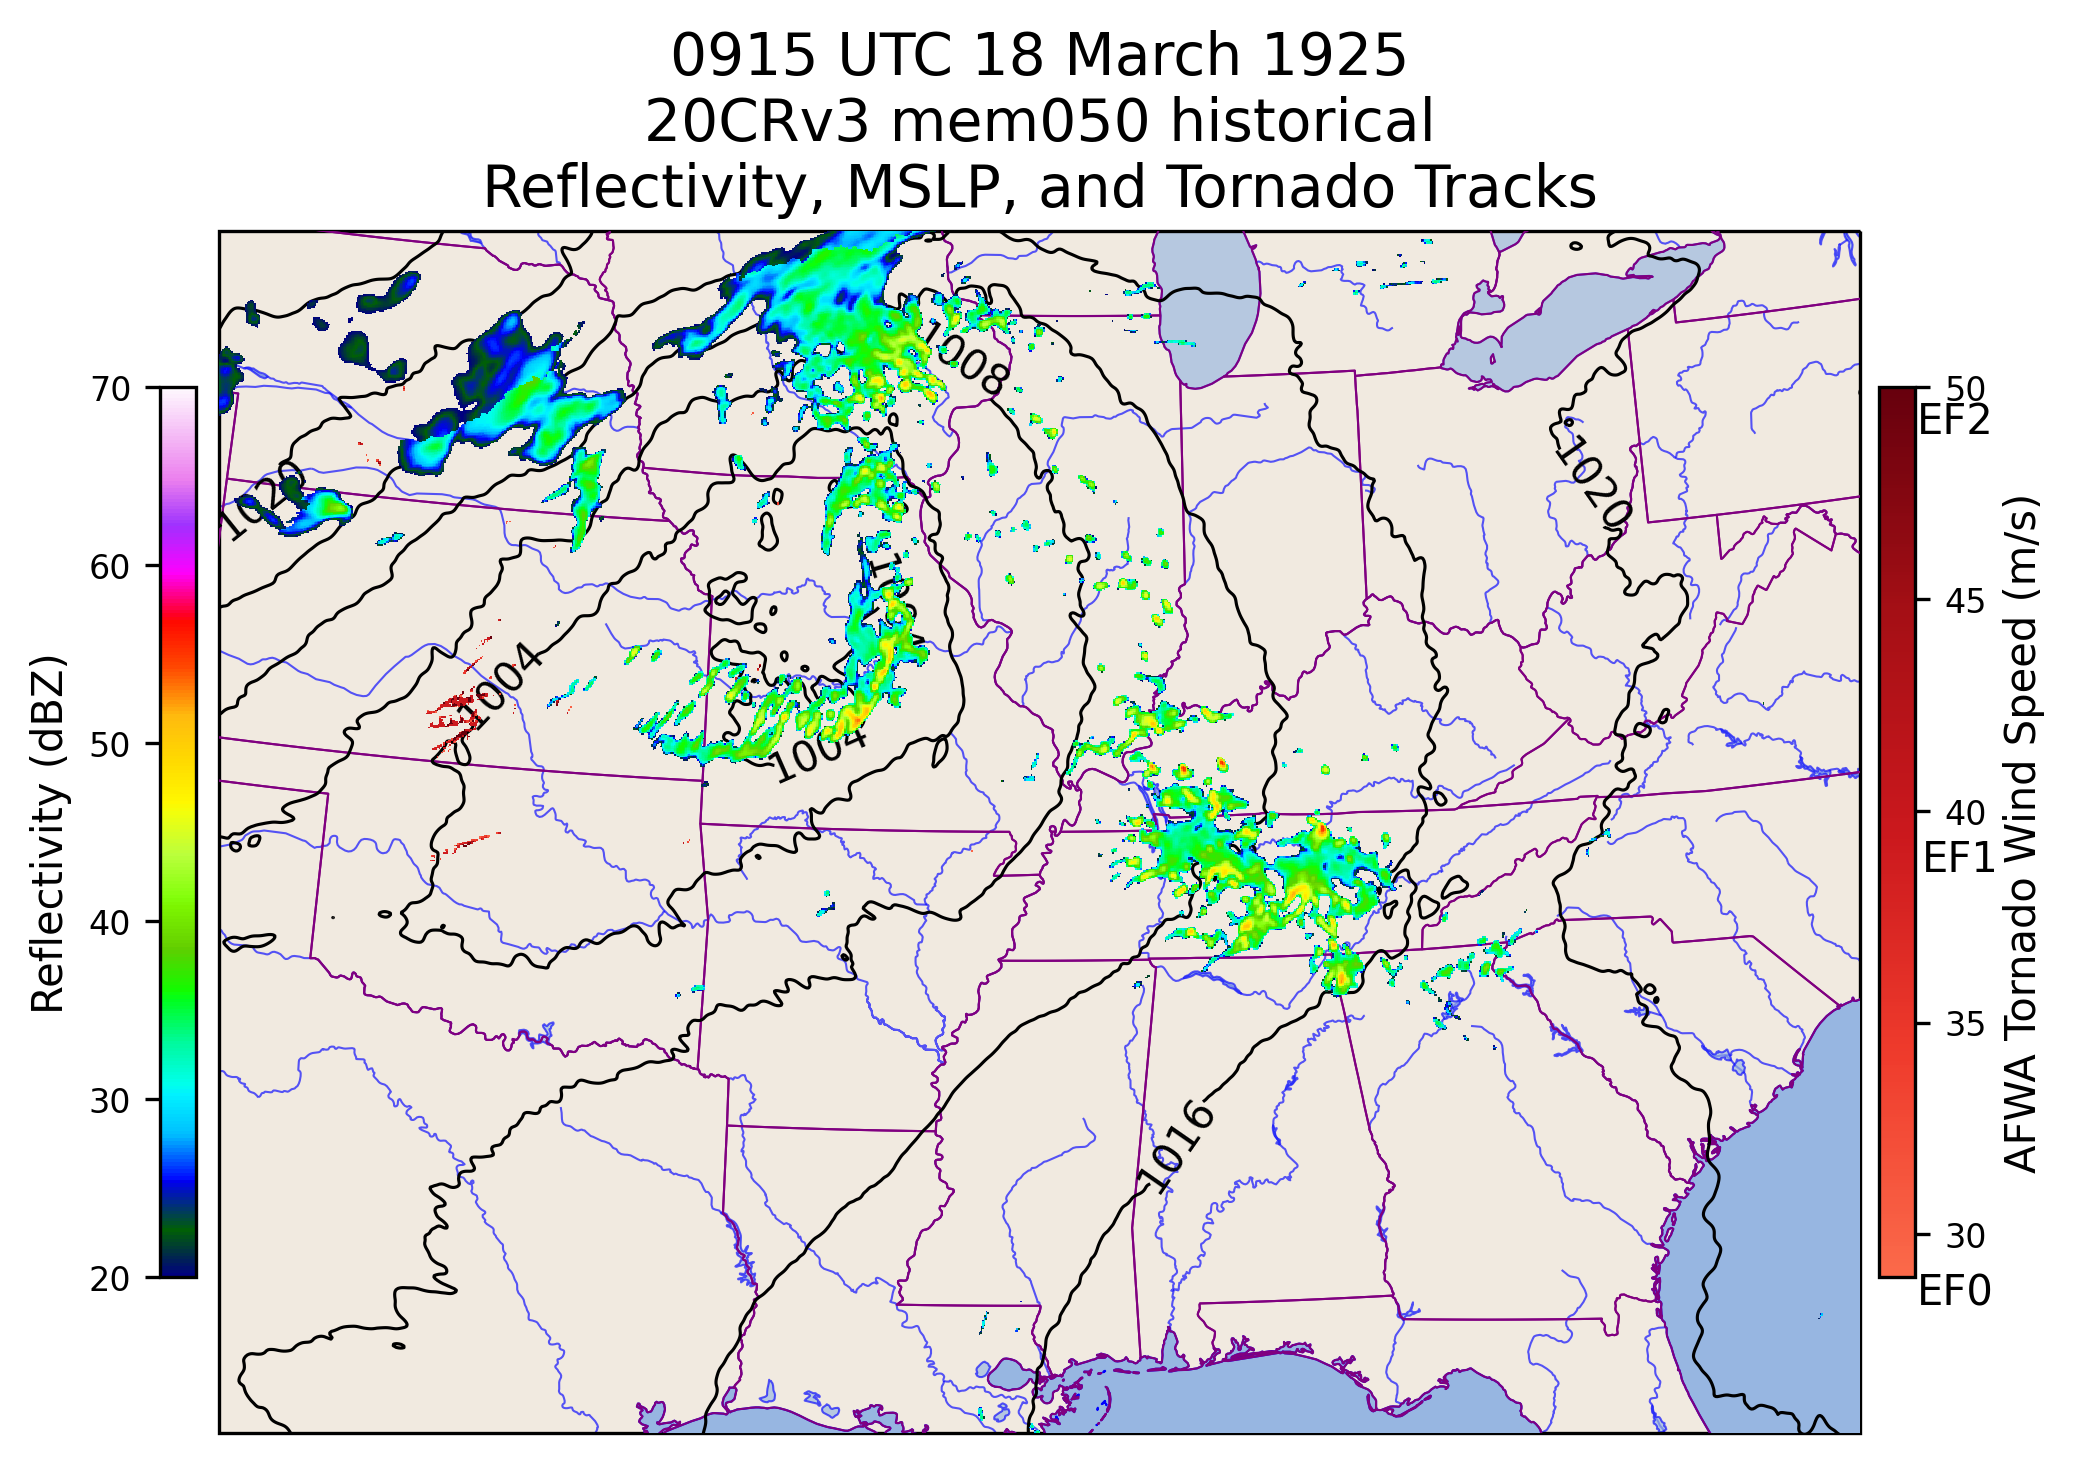 0915 UTC 18 March 1925
20CRv3 mem050 historical
Reflectivity, MSLP, and Tornado Tracks
Reflectivity (dBZ)
70
60
50
40
30
20
1020
1008
1020
1004
1004
1016
50
EF2
45
40
EF1
35
30
EF0
AFWA Tornado Wind Speed (m/s)